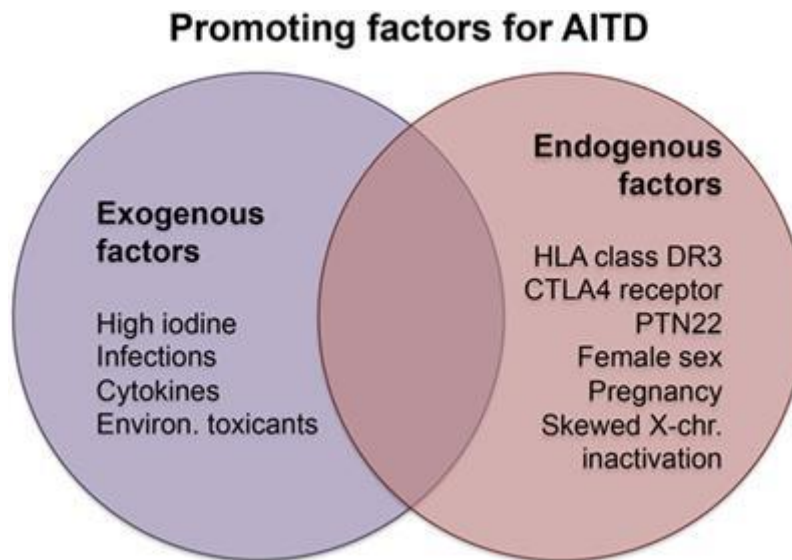 Promoting factors for AITD
Exogenous
factors
High iodine
Infections
Cytokines
Environ. toxicants
Endogenous
factors
HLA class DR3
CTLA4 receptor
PTN22
Female sex
Pregnancy
Skewed X-chr.
inactivation